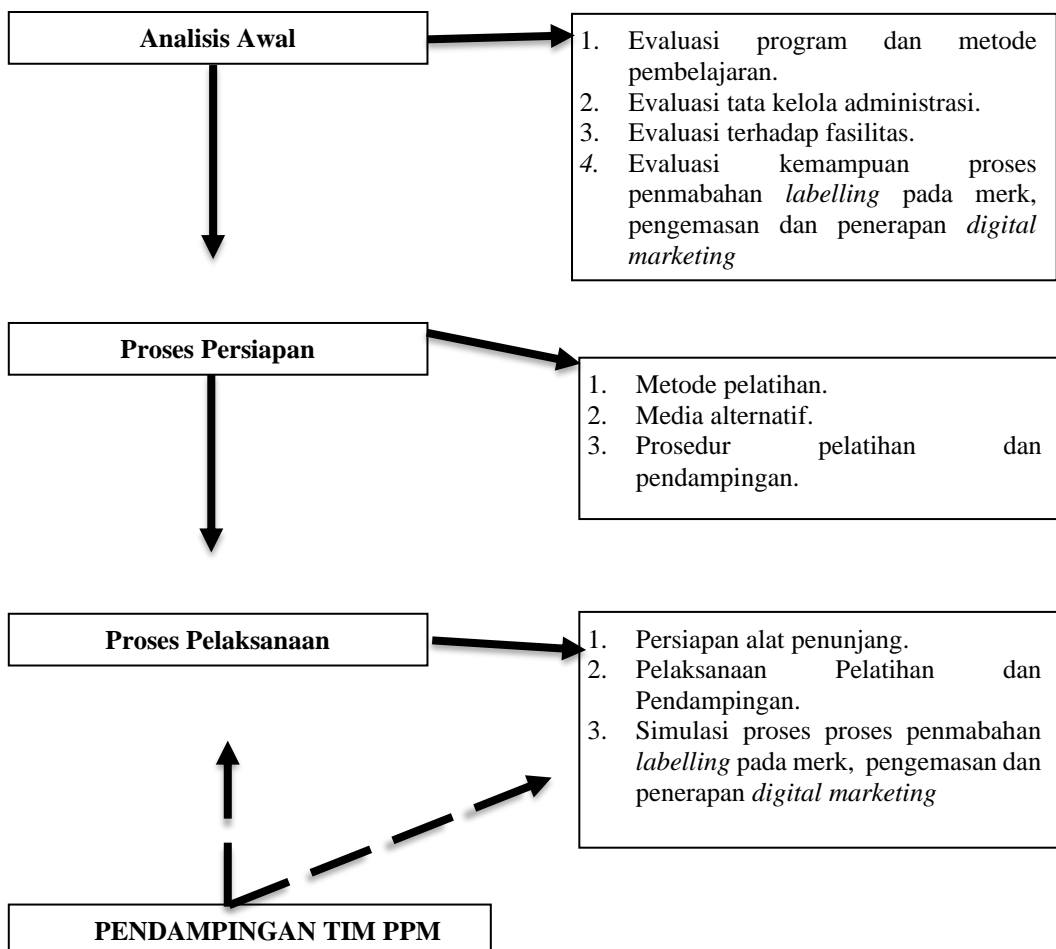 Analisis Awal
1. Evaluasi program dan metode
pembelajaran.
2. Evaluasi tata kelola administrasi.
3. Evaluasi terhadap fasilitas.
4. Evaluasi kemampuan proses
penmabahan labelling pada merk,
pengemasan dan penerapan digital
marketing
Proses Persiapan
1. Metode pelatihan.
2. Media alternatif.
3. Prosedur pelatihan dan
pendampingan.
Proses Pelaksanaan
1. Persiapan alat penunjang.
2. Pelaksanaan Pelatihan dan
Pendampingan.
3. Simulasi proses proses penmabahan
labelling pada merk, pengemasan dan
penerapan digital marketing
PENDAMPINGAN TIM PPM